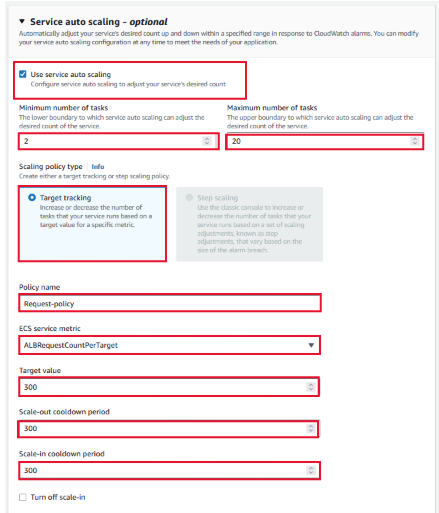 Service auto scaling - optional
Automatically adjust your service's desired count up and down within a specified range in response to CloudWatch alarms. You can modify
your service auto scaling configuration at any time to meet the needs of your application.
Use service auto scaling
Configure service auto scaling to adjust your service's desired count
Minimum number of tasks
The lower boundary to which service auto scaling can adjust the
desired count of the service.
2
Maximum number of tasks
The upper boundary to which service auto scaling can adjust the
desired count of the service.
20
Scaling policy type | Info
Create either a target tracking or step scaling policy.
Target tracking
Increase or decrease the number of
tasks that your service runs based on a
target value for a specific metric.
Step scaling
Use the classic console to increase or
decrease the number of tasks that your
service runs based on a set of scaling
adjustments, known as step
adjustments, that vary based on the
size of the alarm breach.
Policy name
Request-policy
ECS service metric
ALBRequestCountPerTarget
Target value
300
Scale-out cooldown period
300
Scale-in cooldown period
300
Turn off scale-in